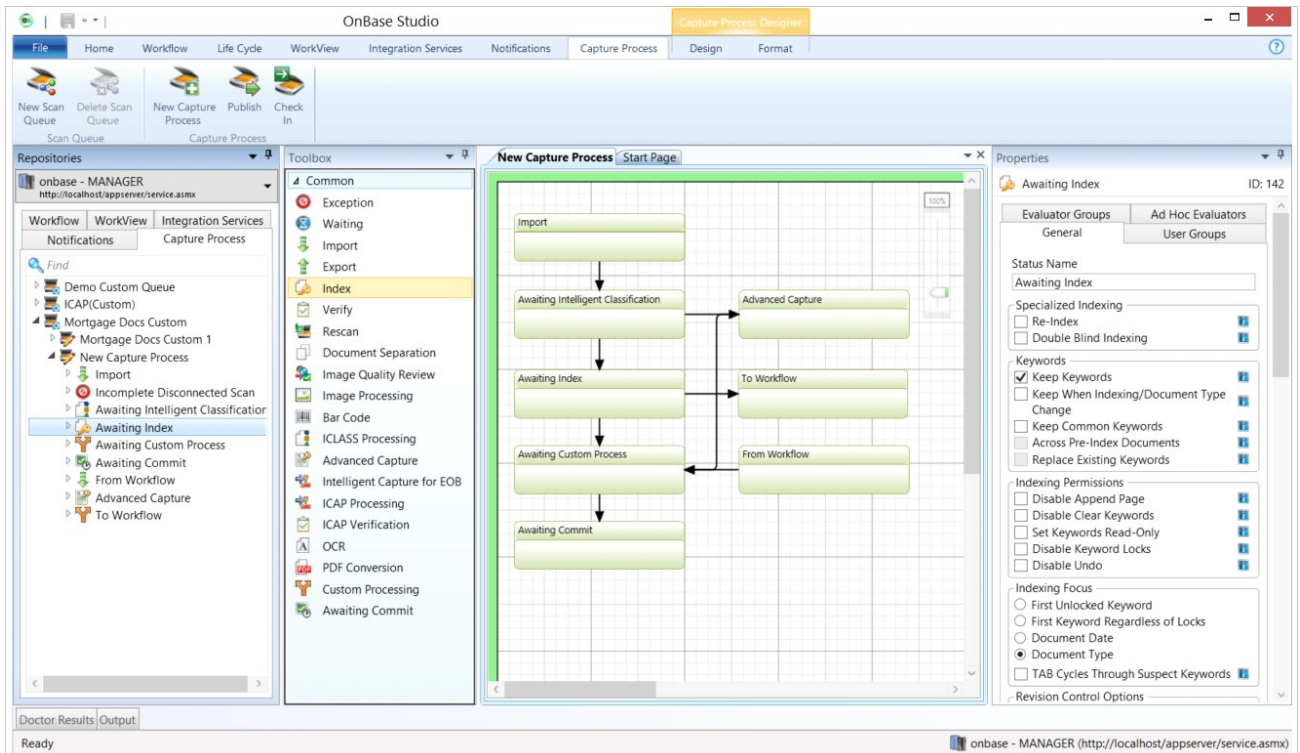 OnBase Studio
Capture Process Designer
File Home Workflow Life Cycle WorkView Integration Services Notifications Capture Process Design Format
New Scan Queue
Delete Scan Queue
New Capture Process
Publish
Check In
Scan Queue
Capture Process
Repositories
onbase - MANAGER
http://localhost/appserver/service.asmx
Workflow WorkView Integration Services
Notifications Capture Process
Find
Demo Custom Queue
ICAP(Custom)
Mortgage Docs Custom
Mortgage Docs Custom 1
New Capture Process
Import
Incomplete Disconnected Scan
Awaiting Intelligent Classification
Awaiting Index
Awaiting Custom Process
Awaiting Commit
From Workflow
Advanced Capture
To Workflow
Toolbox
Common
Exception
Waiting
Import
Export
Index
Verify
Rescan
Document Separation
Image Quality Review
Image Processing
Bar Code
ICLASS Processing
Advanced Capture
Intelligent Capture for EOB
ICAP Processing
ICAP Verification
OCR
PDF Conversion
Custom Processing
Awaiting Commit
New Capture Process Start Page
100%
Import
Awaiting Intelligent Classification
Advanced Capture
Awaiting Index
To Workflow
Awaiting Custom Process
From Workflow
Awaiting Commit
Properties
Awaiting Index ID: 142
Evaluator Groups Ad Hoc Evaluators
General User Groups
Status Name
Awaiting Index
Specialized Indexing
Re-Index
Double Blind Indexing
Keywords
Keep Keywords
Keep When Indexing/Document Type
Change
Keep Common Keywords
Across Pre-Index Documents
Replace Existing Keywords
Indexing Permissions
Disable Append Page
Disable Clear Keywords
Set Keywords Read-Only
Disable Keyword Locks
Disable Undo
Indexing Focus
First Unlocked Keyword
First Keyword Regardless of Locks
Document Date
Document Type
TAB Cycles Through Suspect Keywords
Revision Control Options
Doctor Results Output
Ready
onbase - MANAGER (http://localhost/appserver/service.asmx)